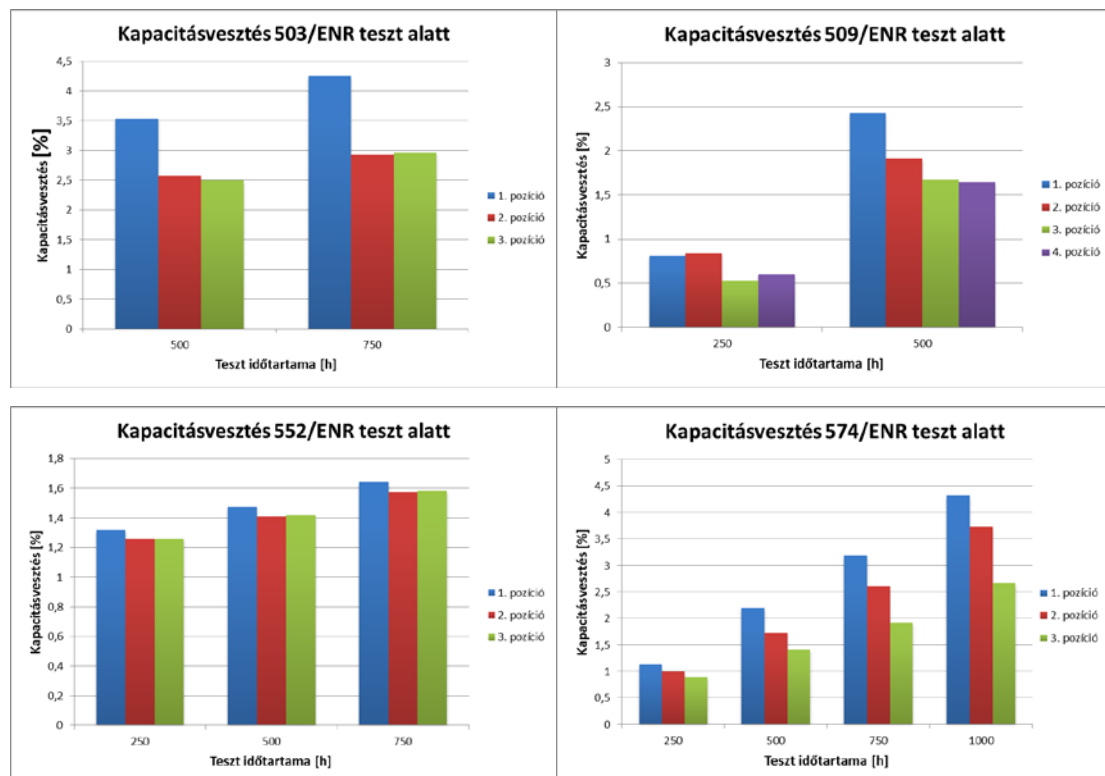 Kapacitásvesztés 503/ENR teszt alatt
Kapacitásvesztés [%]
4,5
4
3,5
3
2,5
2
1,5
1
0,5
0
500
750
Teszt időtartama [h]
1. pozíció
2. pozíció
3. pozíció
Kapacitásvesztés 509/ENR teszt alatt
Kapacitásvesztés [%]
3
2,5
2
1,5
1
0,5
0
250
500
Teszt időtartama [h]
1. pozíció
2. pozíció
3. pozíció
4. pozíció
Kapacitásvesztés 552/ENR teszt alatt
Kapacitásvesztés [%]
1,8
1,6
1,4
1,2
1
0,8
0,6
0,4
0,2
0
250
500
750
Teszt időtartama [h]
1. pozíció
2. pozíció
3. pozíció
Kapacitásvesztés 574/ENR teszt alatt
Kapacitásvesztés [%]
5
4,5
4
3,5
3
2,5
2
1,5
1
0,5
0
250
500
750
1000
Teszt időtartama [h]
1. pozíció
2. pozíció
3. pozíció